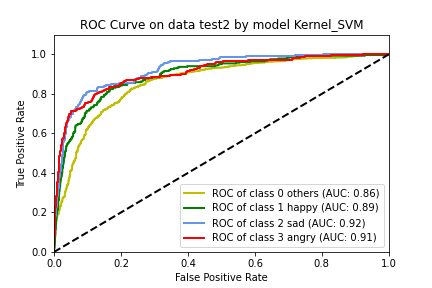 ROC Curve on data test2 by model Kernel_SVM
True Positive Rate
1.0
0.8
0.6
0.4
0.2
0.0
ROC of class 0 others (AUC: 0.86)
ROC of class 1 happy (AUC: 0.89)
ROC of class 2 sad (AUC: 0.92)
ROC of class 3 angry (AUC: 0.91)
0.0 0.2 0.4 0.6 0.8 1.0
False Positive Rate